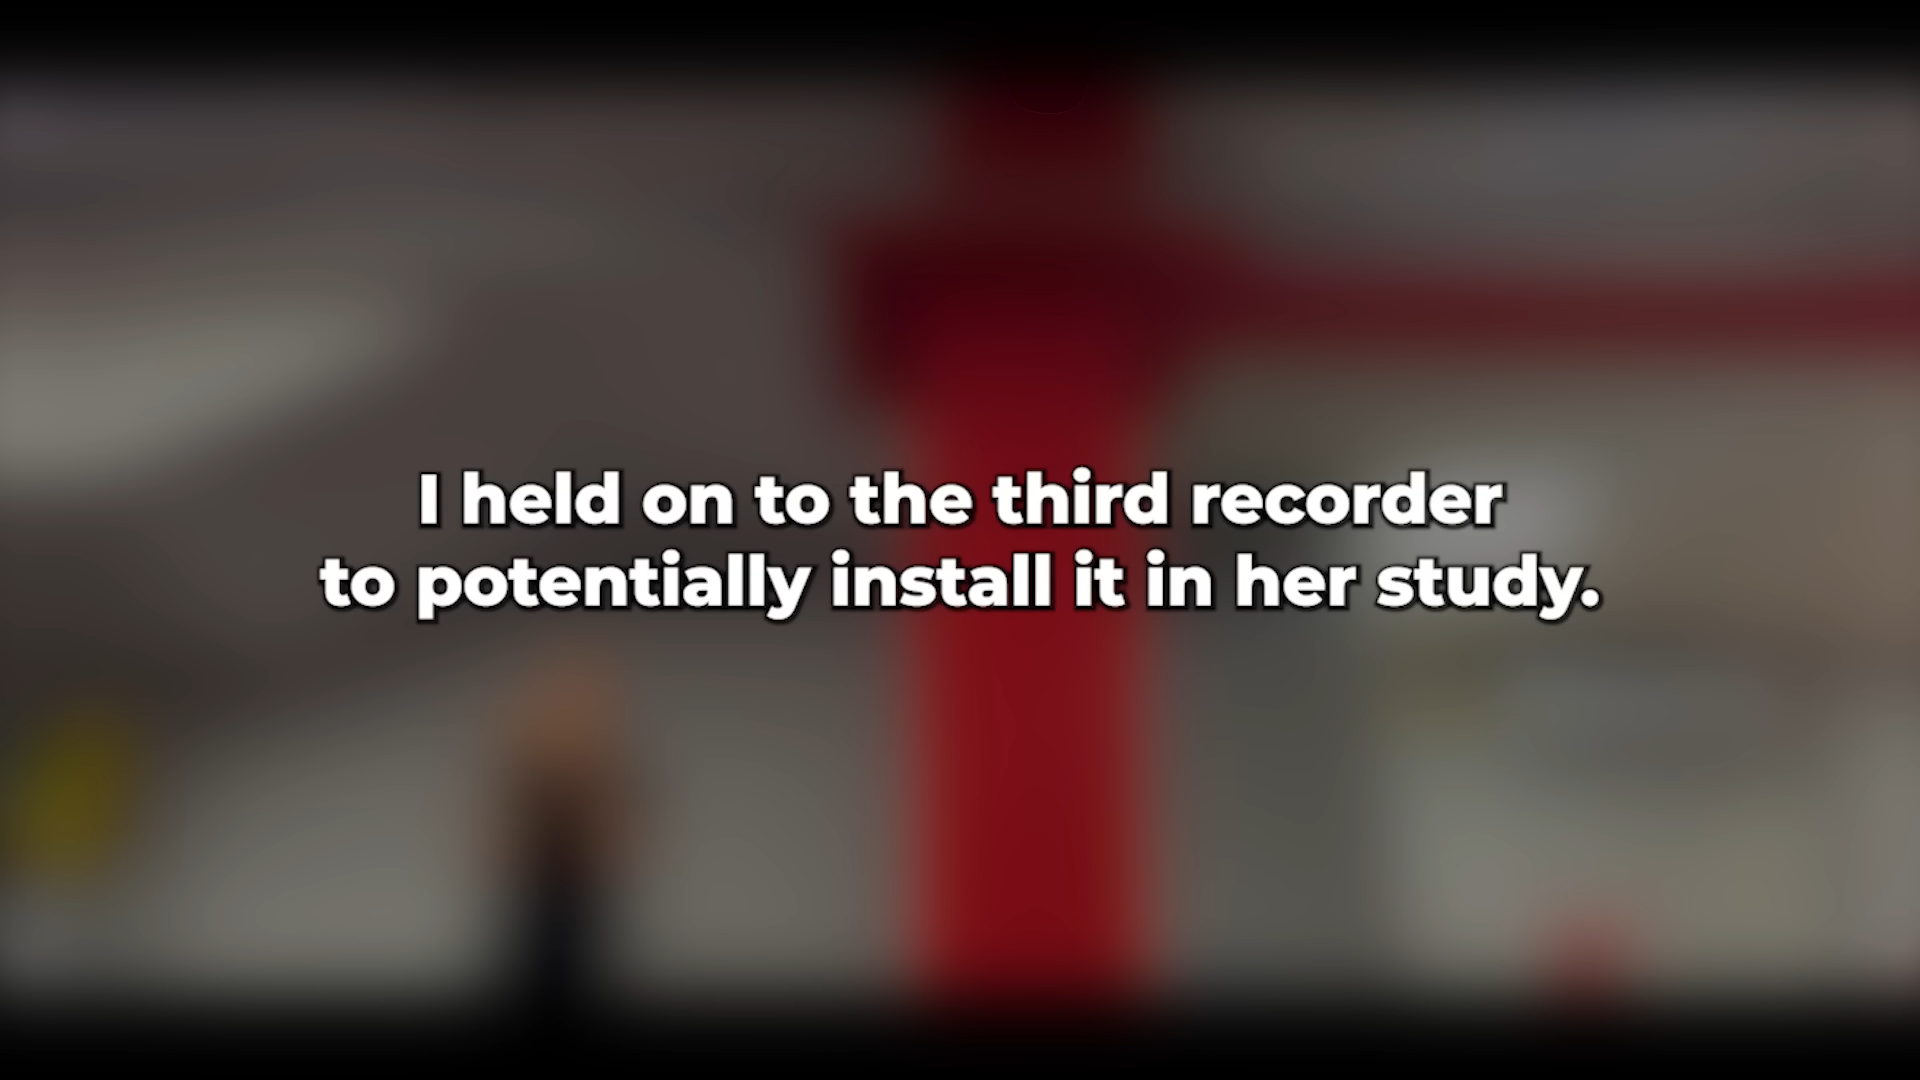 I held on to the third recorder
to potentially install it in her study.